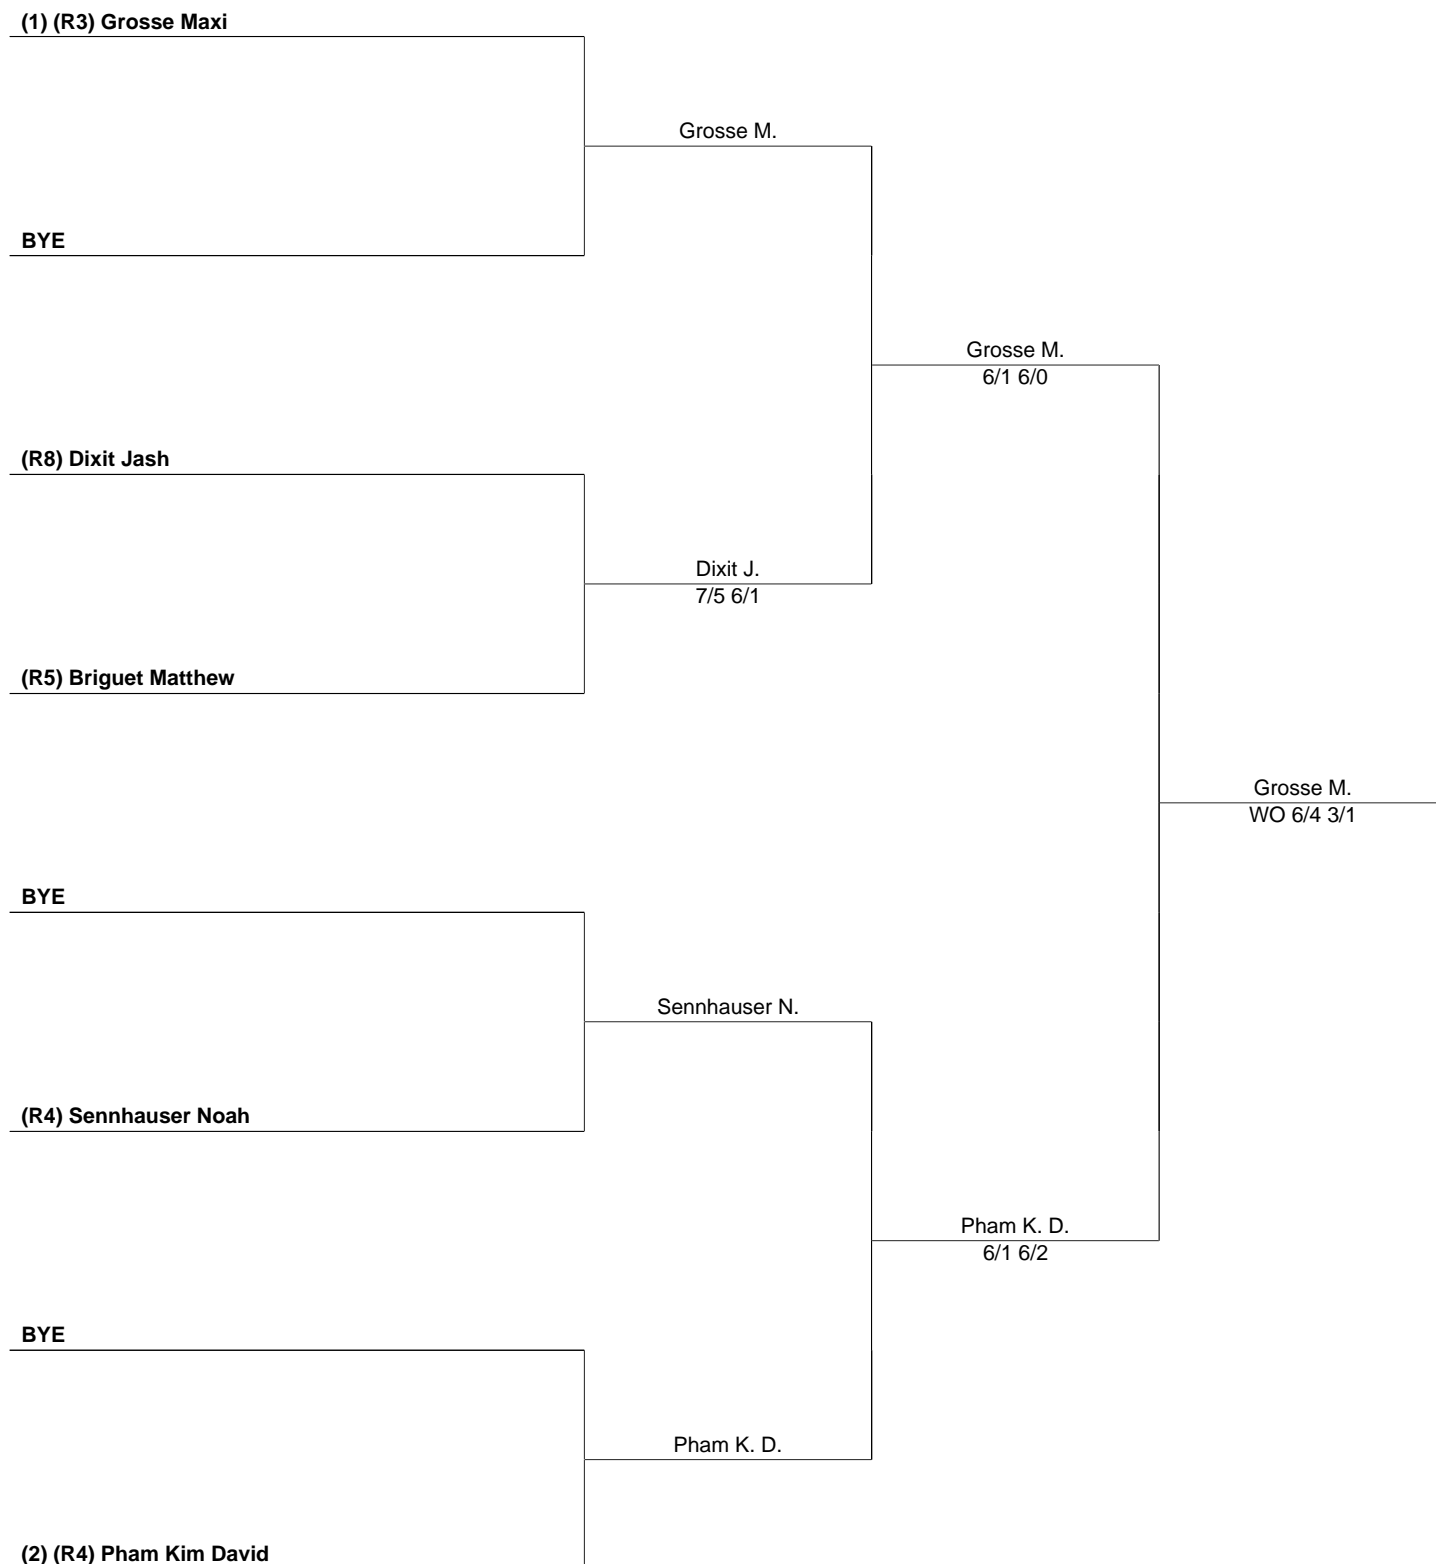 (1) (R3) Grosse Maxi
Grosse M.
BYE
Grosse M.
6/1 6/0
(R8) Dixit Jash
Dixit J.
7/5 6/1
(R5) Briguet Matthew
Grosse M.
WO 6/4 3/1
BYE
Sennhauser N.
(R4) Sennhauser Noah
Pham K. D.
6/1 6/2
BYE
Pham K. D.
(2) (R4) Pham Kim David